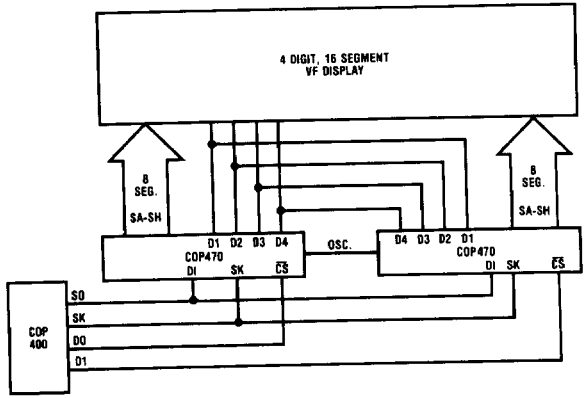 4 DIGIT, 16 SEGMENT
VF DISPLAY
8
SEG.
SA-SH
8
SEG.
SA-SH
D1 D2 D3 D4
COP470
DI SK CS
OSC.
D4 D3 D2 D1
COP470
DI SK CS
COP
400
SO
SK
DO
D1